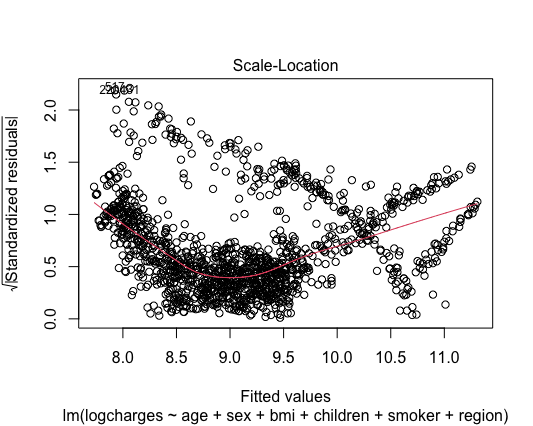 Scale-Location
√|Standardized residuals|
0.0 0.5 1.0 1.5 2.0
8.0 8.5 9.0 9.5 10.0 10.5 11.0
Fitted values
lm(logcharges ~ age + sex + bmi + children + smoker + region)